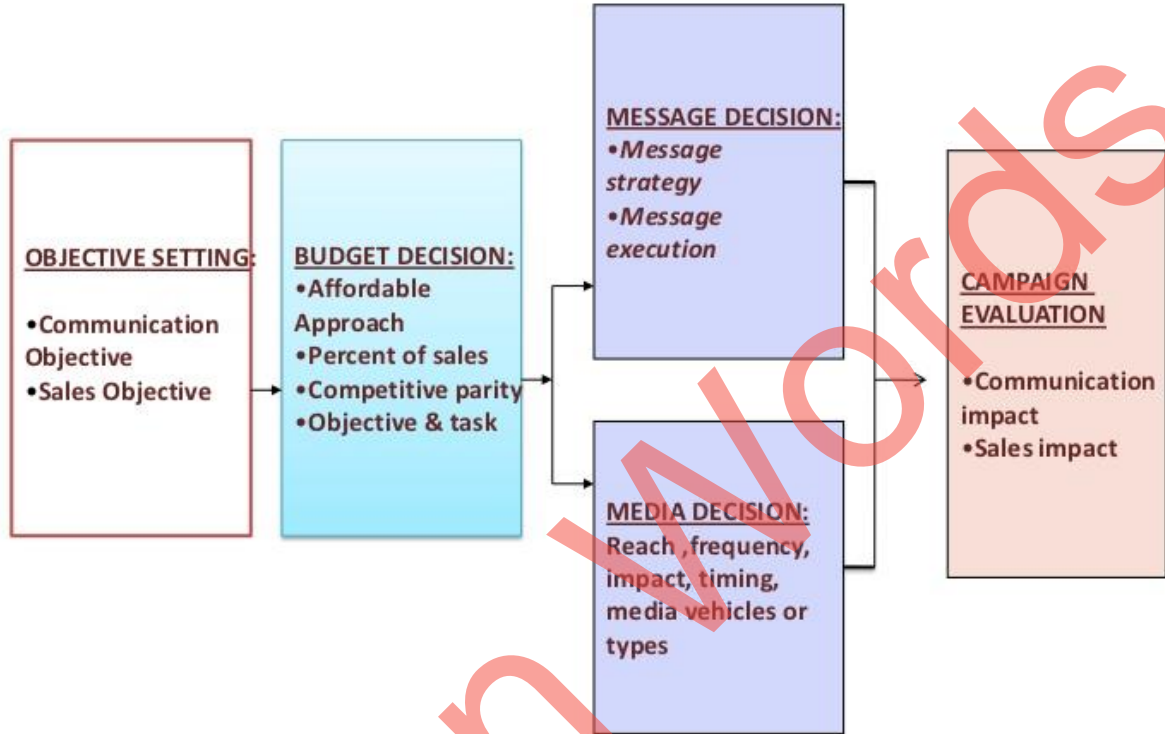 OBJECTIVE SETTING:
•Communication
Objective
•Sales Objective
BUDGET DECISION:
•Affordable
Approach
•Percent of sales
•Competitive parity
•Objective & task
MESSAGE DECISION:
•Message
strategy
•Message
execution
MEDIA DECISION:
Reach ,frequency,
impact, timing,
media vehicles or
types
CAMPAIGN
EVALUATION
•Communication
impact
•Sales impact
n Words